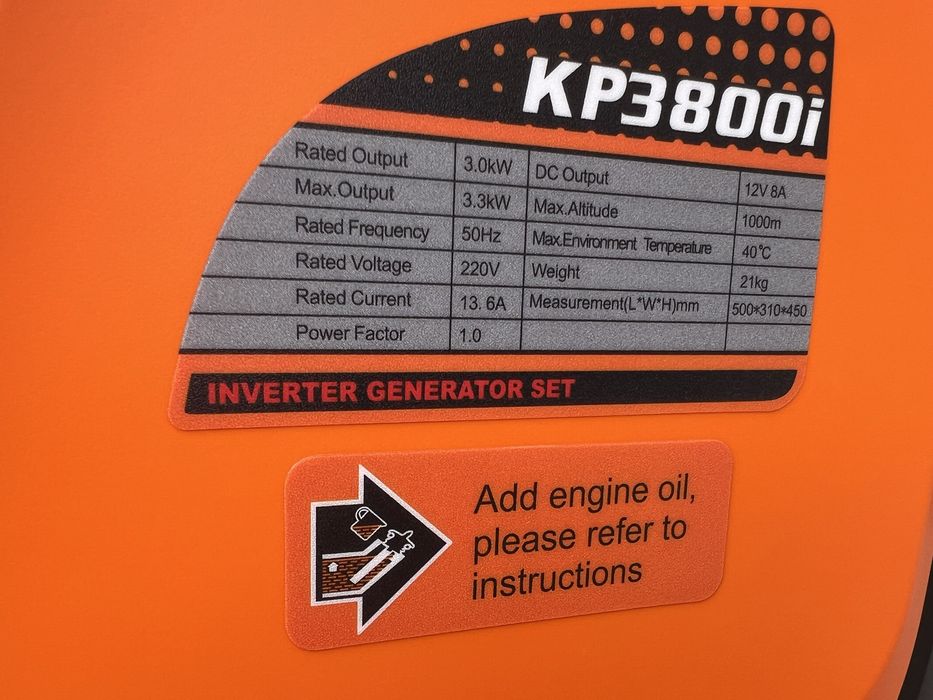 KP3800i
Rated Output 3.0kW DC Output 12V 8A
Max.Output 3.3kW Max.Altitude 1000m
Rated Frequency 50Hz Max.Environment Temperature 40℃
Rated Voltage 220V Weight 21kg
Rated Current 13.6A Measurement(L*W*H)mm 500*310*450
Power Factor 1.0
INVERTER GENERATOR SET
Add engine oil,
please refer to
instructions